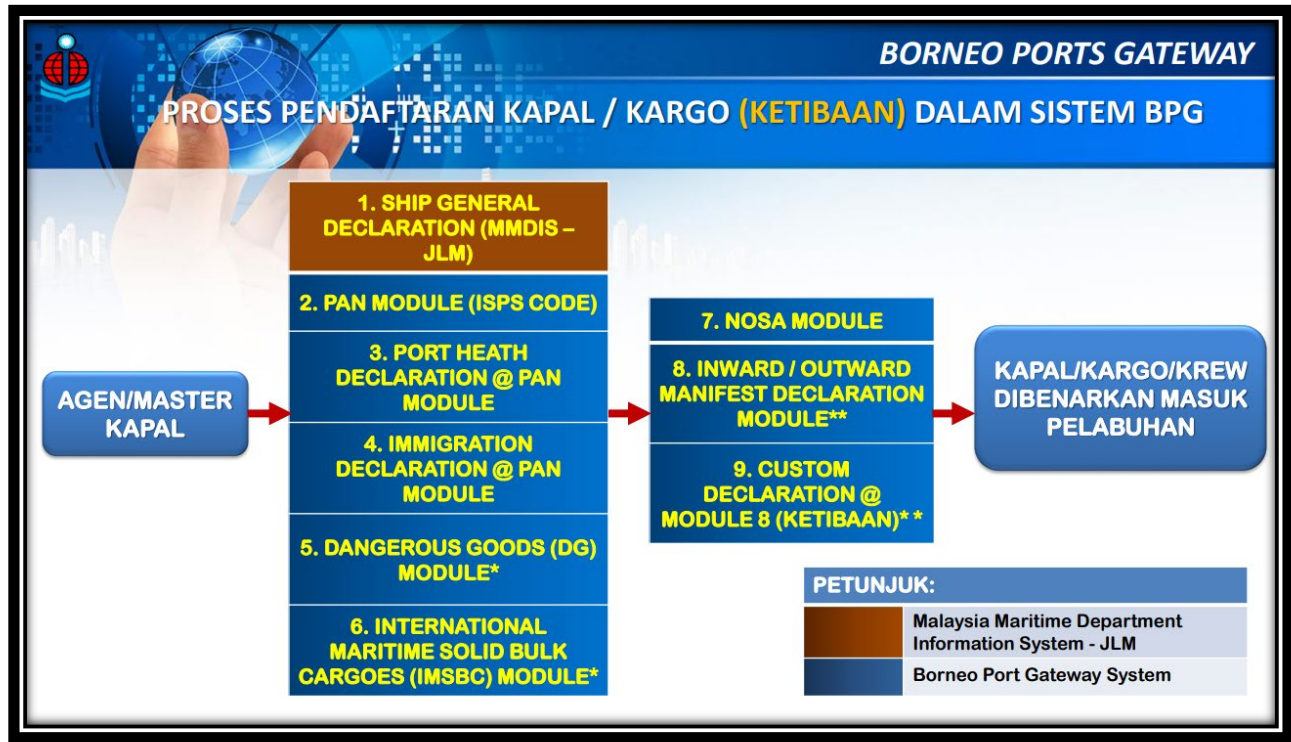 BORNEO PORTS GATEWAY
PROSES PENDAFTARAN KAPAL / KARGO (KETIBAAN) DALAM SISTEM BPG
AGEN/MASTER
KAPAL
1. SHIP GENERAL
DECLARATION (MMDIS –
JLM)
2. PAN MODULE (ISPS CODE)
3. PORT HEATH
DECLARATION @ PAN
MODULE
4. IMMIGRATION
DECLARATION @ PAN
MODULE
5. DANGEROUS GOODS (DG)
MODULE*
6. INTERNATIONAL
MARITIME SOLID BULK
CARGOES (IMSBC) MODULE*
7. NOSA MODULE
8. INWARD / OUTWARD
MANIFEST DECLARATION
MODULE**
9. CUSTOM
DECLARATION @
MODULE 8 (KETIBAAN)* *
KAPAL/KARGO/KREW
DIBENARKAN MASUK
PELABUHAN
PETUNJUK:
Malaysia Maritime Department
Information System - JLM
Borneo Port Gateway System